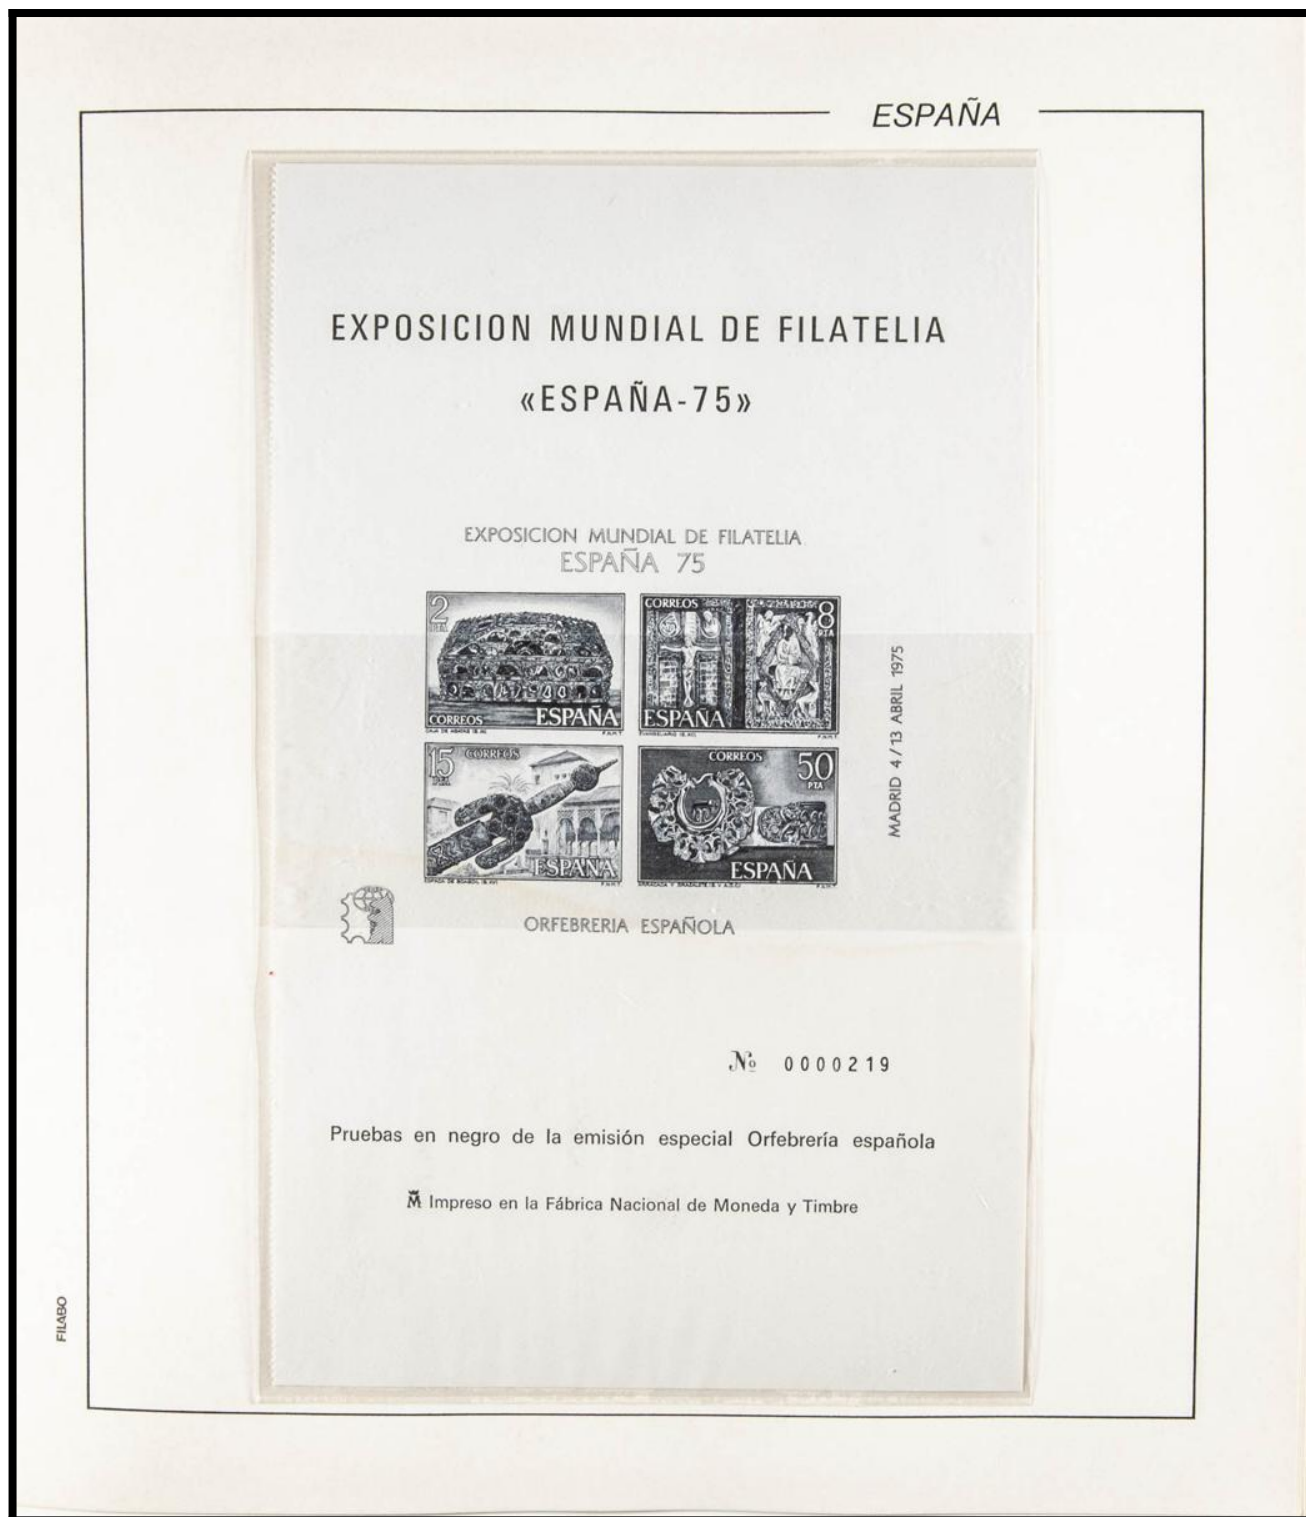 ESPAÑA
EXPOSICION MUNDIAL DE FILATELIA
«ESPAÑA-75»
EXPOSICION MUNDIAL DE FILATELIA
ESPAÑA 75
2
CORREOS ESPAÑA
F.N.M.T.
CORREOS
8
PTA
ESPAÑA
F.N.M.T.
15
CORREOS
ESPAÑA
F.N.M.T.
CORREOS
50
PTA
ESPAÑA
F.N.M.T.
MADRID 4/13 ABRIL 1975
ORFEBRERIA ESPAÑOLA
Nº 0000219
Pruebas en negro de la emisión especial Orfebrería española
M Impreso en la Fábrica Nacional de Moneda y Timbre
FILABO